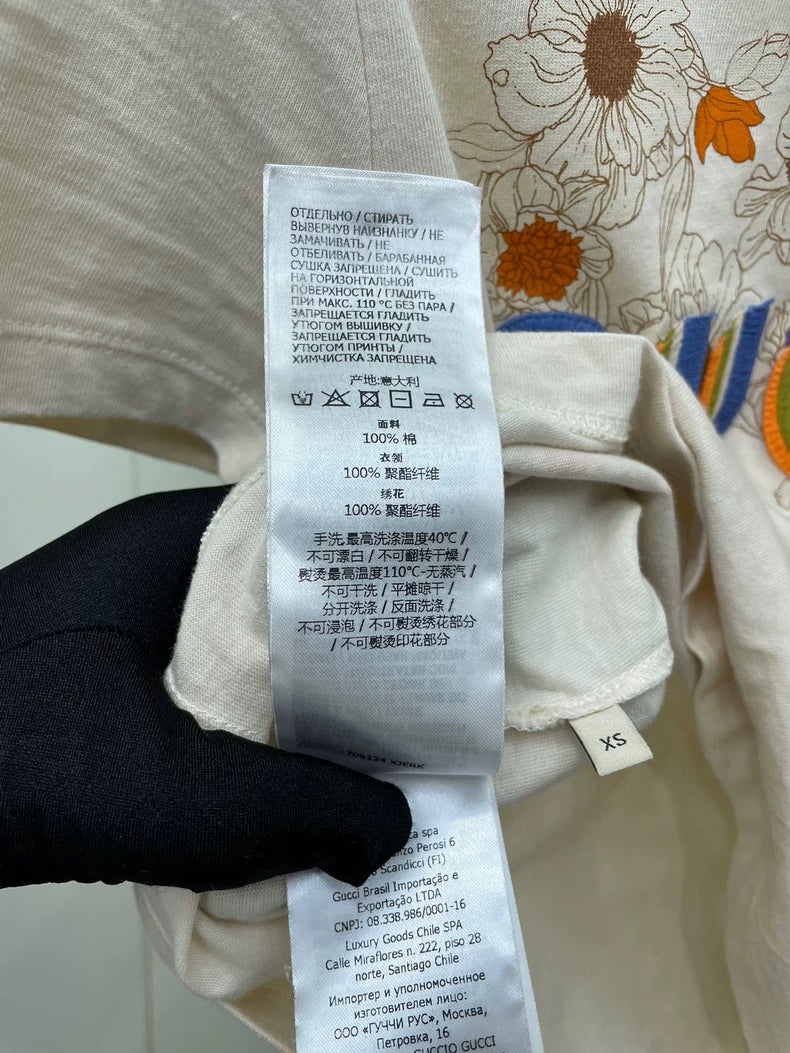 ОТДЕЛЬНО / СТИРАТЬ
ВЫВЕРНУВ НАИЗНАНКУ / НЕ
ЗАМАЧИВАТЬ / НЕ
ОТБЕЛИВАТЬ / БАРАБАННАЯ
СУШКА ЗАПРЕЩЕНА / СУШИТЬ
НА ГОРИЗОНТАЛЬНОЙ
ПОВЕРХНОСТИ / ГЛАДИТЬ
ПРИ МАКС. 110 °C БЕЗ ПАРА /
ЗАПРЕЩАЕТСЯ ГЛАДИТЬ
УТЮГОМ ВЫШИВКУ /
ЗАПРЕЩАЕТСЯ ГЛАДИТЬ
УТЮГОМ ПРИНТЫ /
ХИМЧИСТКА ЗАПРЕЩЕНА
产地:意大利
面料
100% 棉
衣领
100% 聚酯纤维
绣花
100% 聚酯纤维
手洗,最高洗涤温度40℃ /
不可漂白 / 不可翻转干燥 /
熨烫最高温度110℃-无蒸汽 /
不可干洗 / 平摊晾干 /
分开洗涤 / 反面洗涤 /
不可浸泡 / 不可熨烫绣花部分
/ 不可熨烫印花部分
XS
706124 XJERK
spa
Perosi 6
Scandicci (FI)
Gucci Brasil Importação e
Exportação LTDA
CNPJ: 08.338.986/0001-16
Luxury Goods Chile SPA
Calle Miraflores n. 222, piso 28
norte, Santiago Chile
Импортер и уполномоченное
изготовителем лицо:
ООО «ГУЧЧИ РУС», Москва,
Петровка, 16
GUCCIO GUCCI